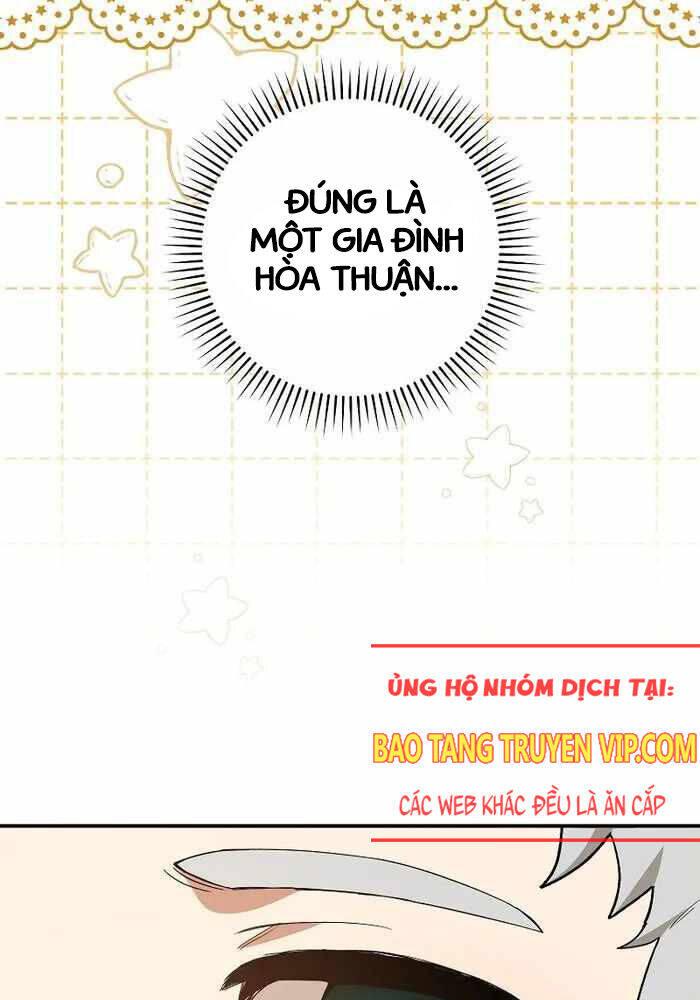 ĐÚNG LÀ
MỘT GIA ĐÌNH
HÒA THUẬN...
ỦNG HỘ NHÓM DỊCH TẠI:
BAO TANG TRUYEN VIP.COM
CÁC WEB KHÁC ĐỀU LÀ ĂN CẮP